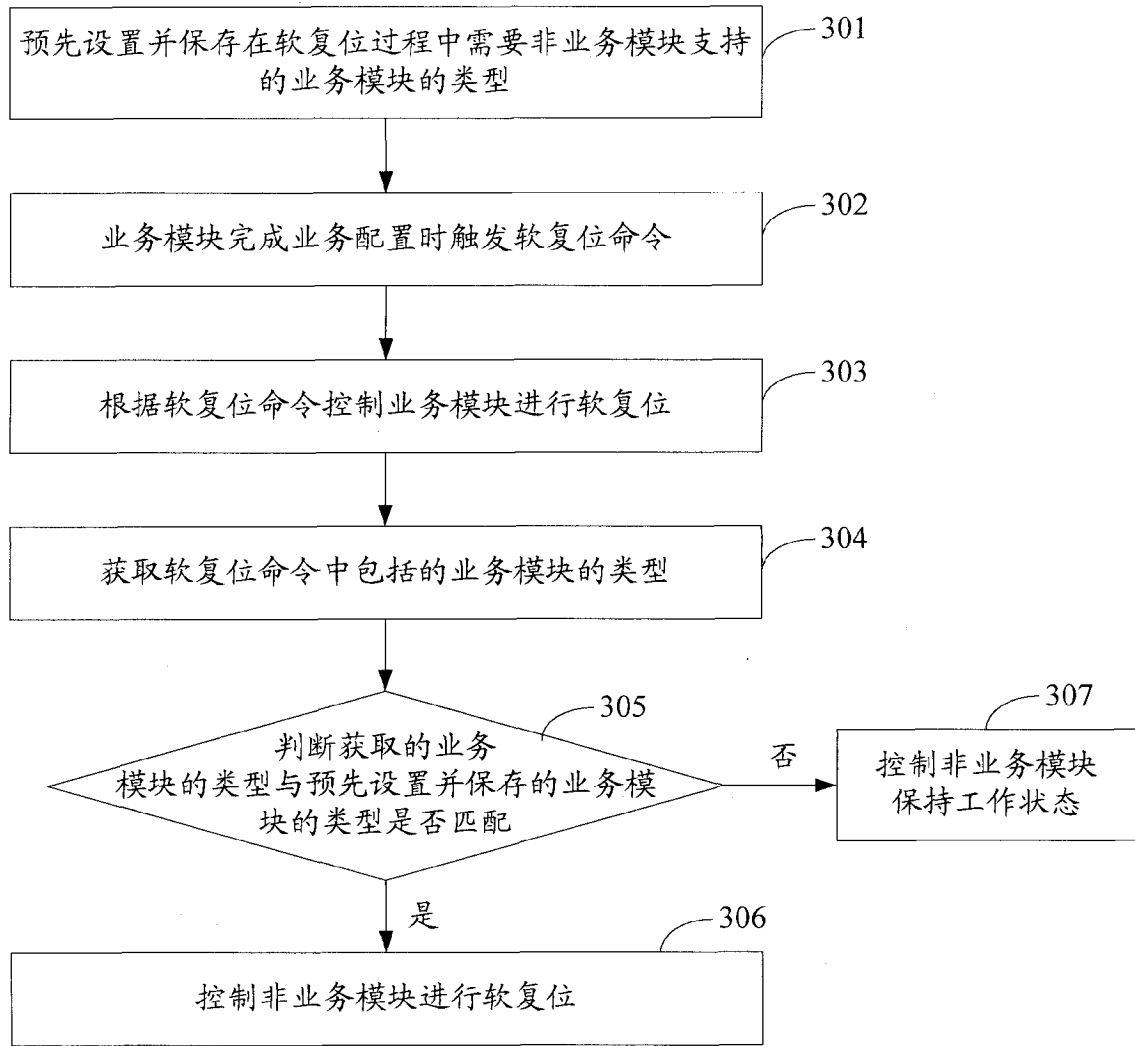 预先设置并保存在软复位过程中需要非业务模块支持
的业务模块的类型
301
业务模块完成业务配置时触发软复位命令
302
根据软复位命令控制业务模块进行软复位
303
获取软复位命令中包括的业务模块的类型
304
判断获取的业务
模块的类型与预先设置并保存的业务模
块的类型是否匹配
305
否
控制非业务模块
保持工作状态
307
是
控制非业务模块进行软复位
306